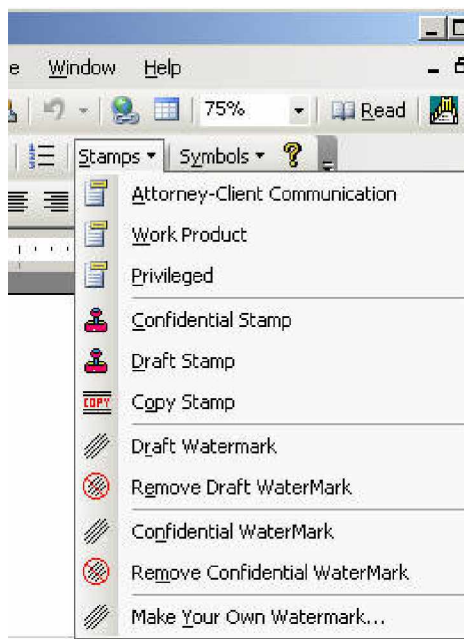 e Window Help
75% Read
Stamps Symbols ?
Attorney-Client Communication
Work Product
Privileged
Confidential Stamp
Draft Stamp
COPY Copy Stamp
Draft Watermark
Remove Draft WaterMark
Confidential WaterMark
Remove Confidential WaterMark
Make Your Own Watermark...